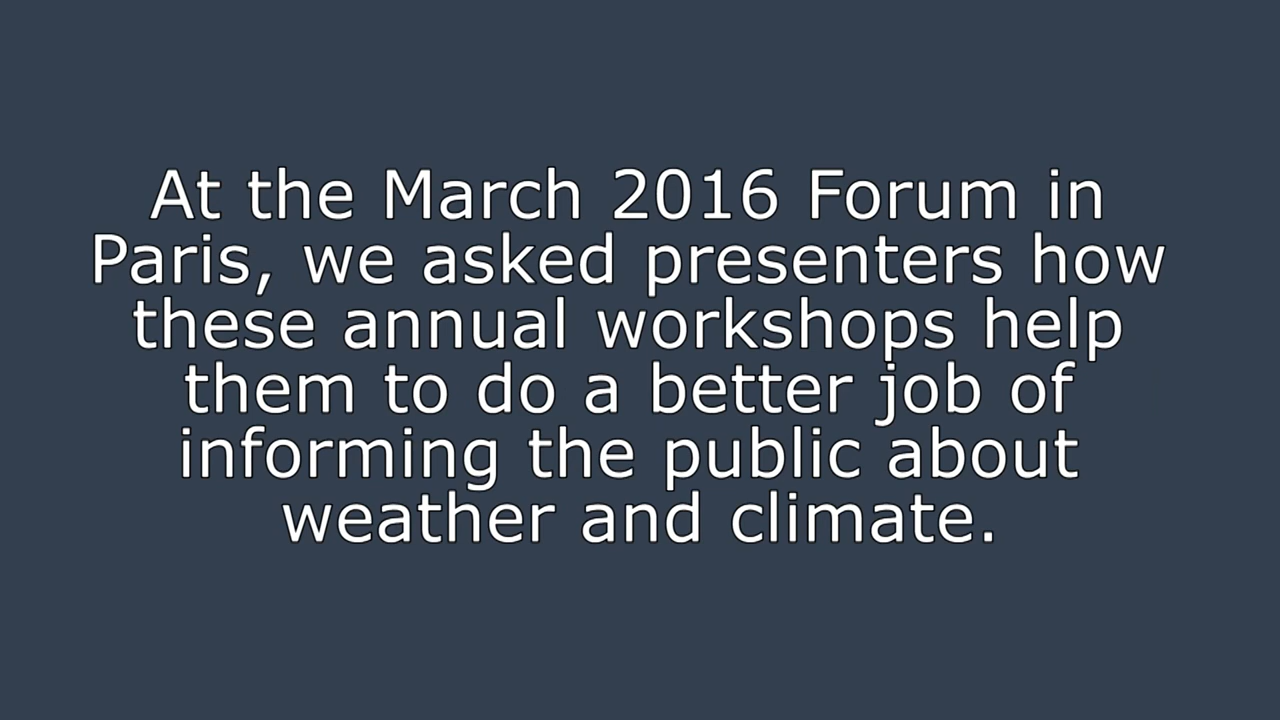 At the March 2016 Forum in
Paris, we asked presenters how
these annual workshops help
them to do a better job of
informing the public about
weather and climate.